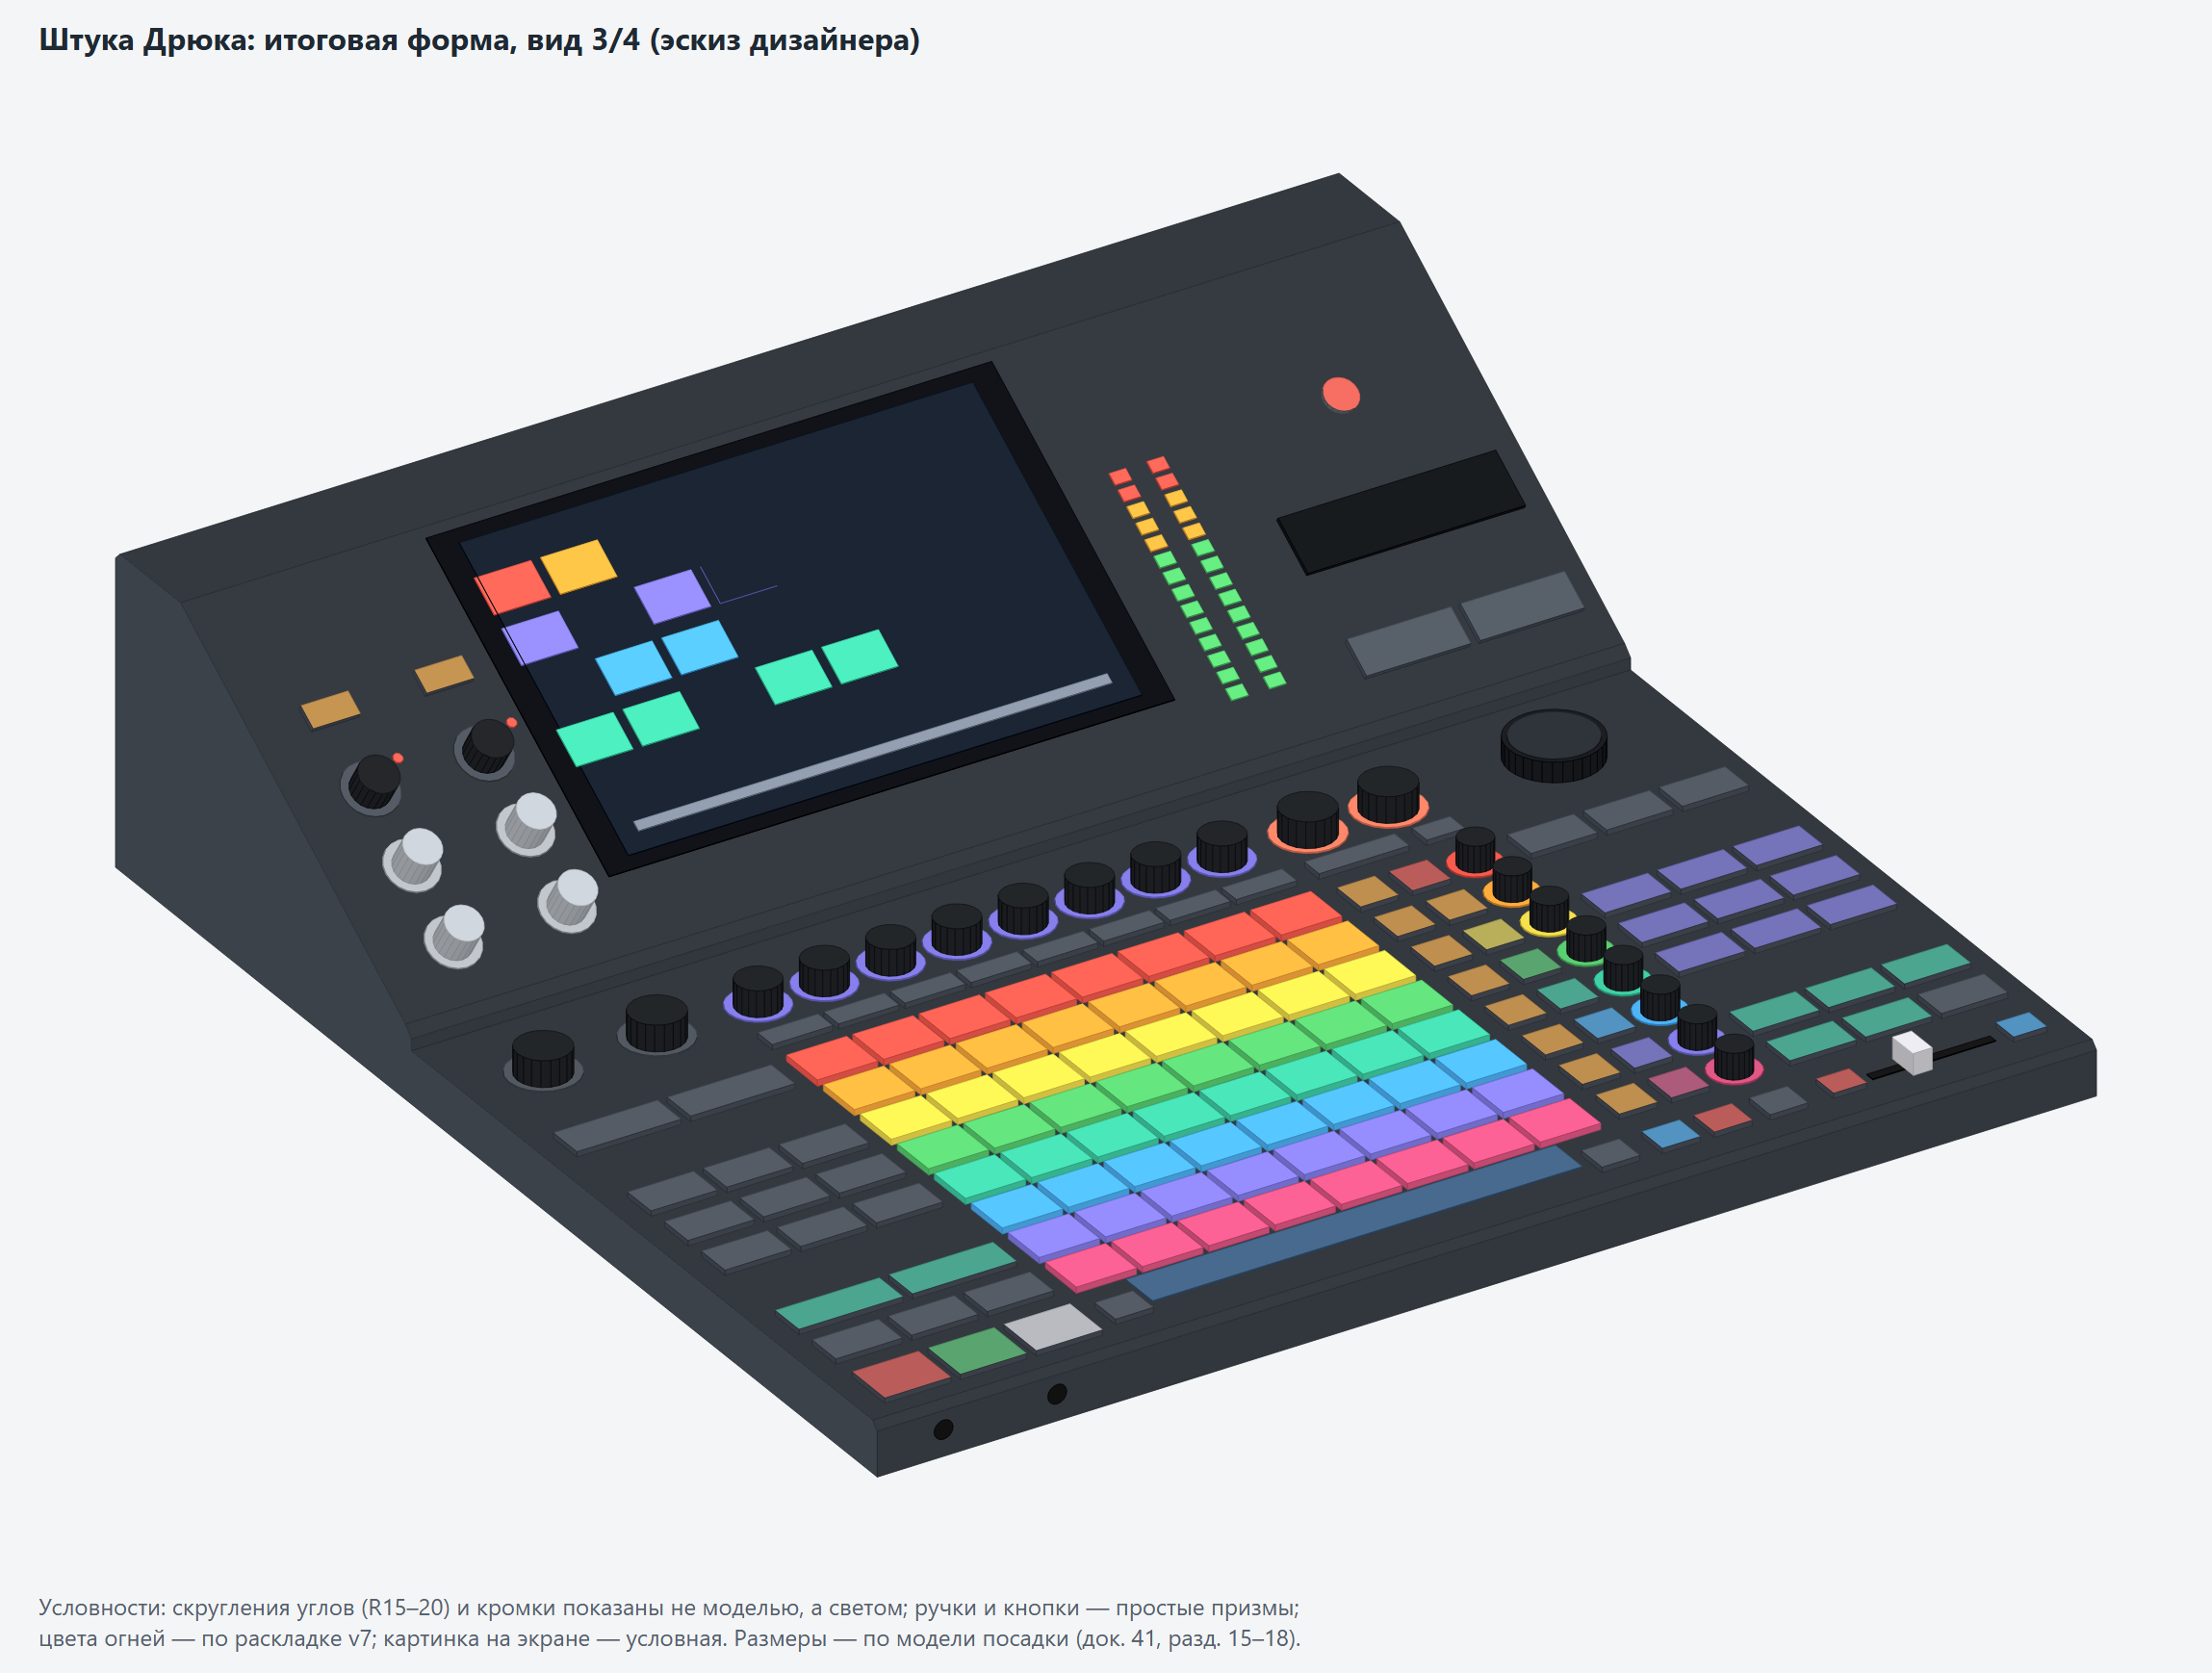 Штука Дрюка: итоговая форма, вид 3/4 (эскиз дизайнера)
Условности: скругления углов (R15–20) и кромки показаны не моделью, а светом; ручки и кнопки — простые призмы;
цвета огней — по раскладке v7; картинка на экране — условная. Размеры — по модели посадки (док. 41, разд. 15–18).